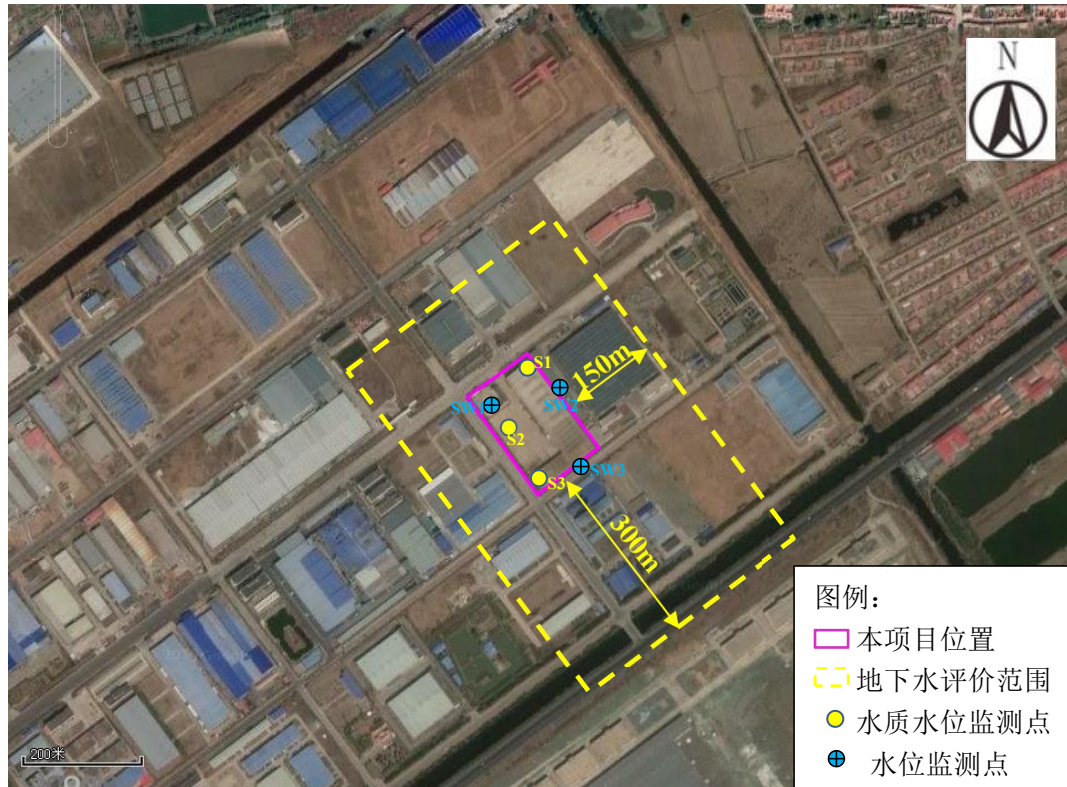 N
S1
150m
SW
SW2
S2
S3
SW3
300m
图例：
本项目位置
地下水评价范围
水质水位监测点
水位监测点
200米